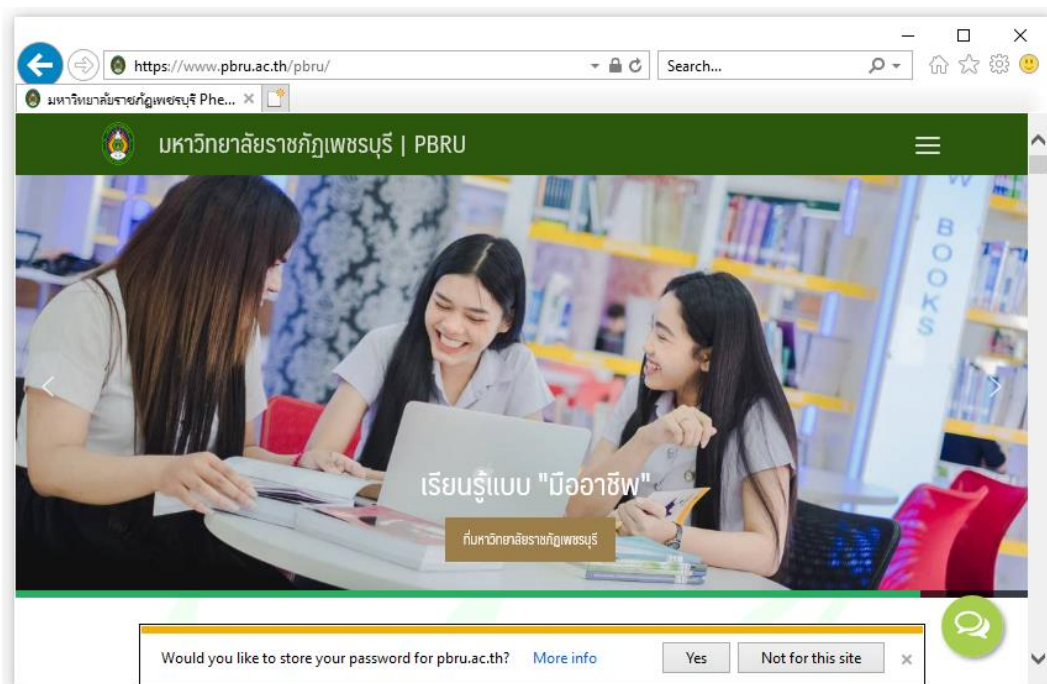 https://www.pbru.ac.th/pbru/
Search...
มหาวิทยาลัยราชภัฏเพชรบุรี Phe...
มหาวิทยาลัยราชภัฏเพชรบุรี | PBRU
W BOOKS
เรียนรู้แบบ "มืออาชีพ"
ที่มหาวิทยาลัยราชภัฏเพชรบุรี
Would you like to store your password for pbru.ac.th? More info Yes Not for this site